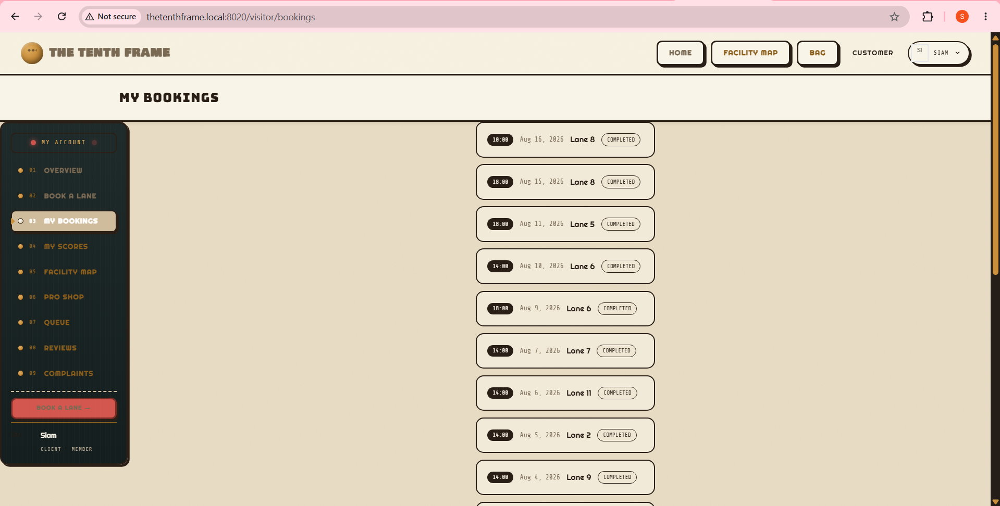 Not secure
thetenthframe.local:8020/visitor/bookings
S
THE TENTH FRAME
HOME
FACILITY MAP
BAG
CUSTOMER
SI
SIAM
MY BOOKINGS
MY ACCOUNT
01 OVERVIEW
02 BOOK A LANE
03 MY BOOKINGS
04 MY SCORES
05 FACILITY MAP
06 PRO SHOP
07 QUEUE
08 REVIEWS
09 COMPLAINTS
BOOK A LANE →
Siam
CLIENT · MEMBER
10:00 Aug 16, 2026 Lane 8 COMPLETED
18:00 Aug 15, 2026 Lane 8 COMPLETED
18:00 Aug 11, 2026 Lane 5 COMPLETED
14:00 Aug 10, 2026 Lane 6 COMPLETED
18:00 Aug 9, 2026 Lane 6 COMPLETED
14:00 Aug 7, 2026 Lane 7 COMPLETED
14:00 Aug 6, 2026 Lane 11 COMPLETED
14:00 Aug 5, 2026 Lane 2 COMPLETED
14:00 Aug 4, 2026 Lane 9 COMPLETED